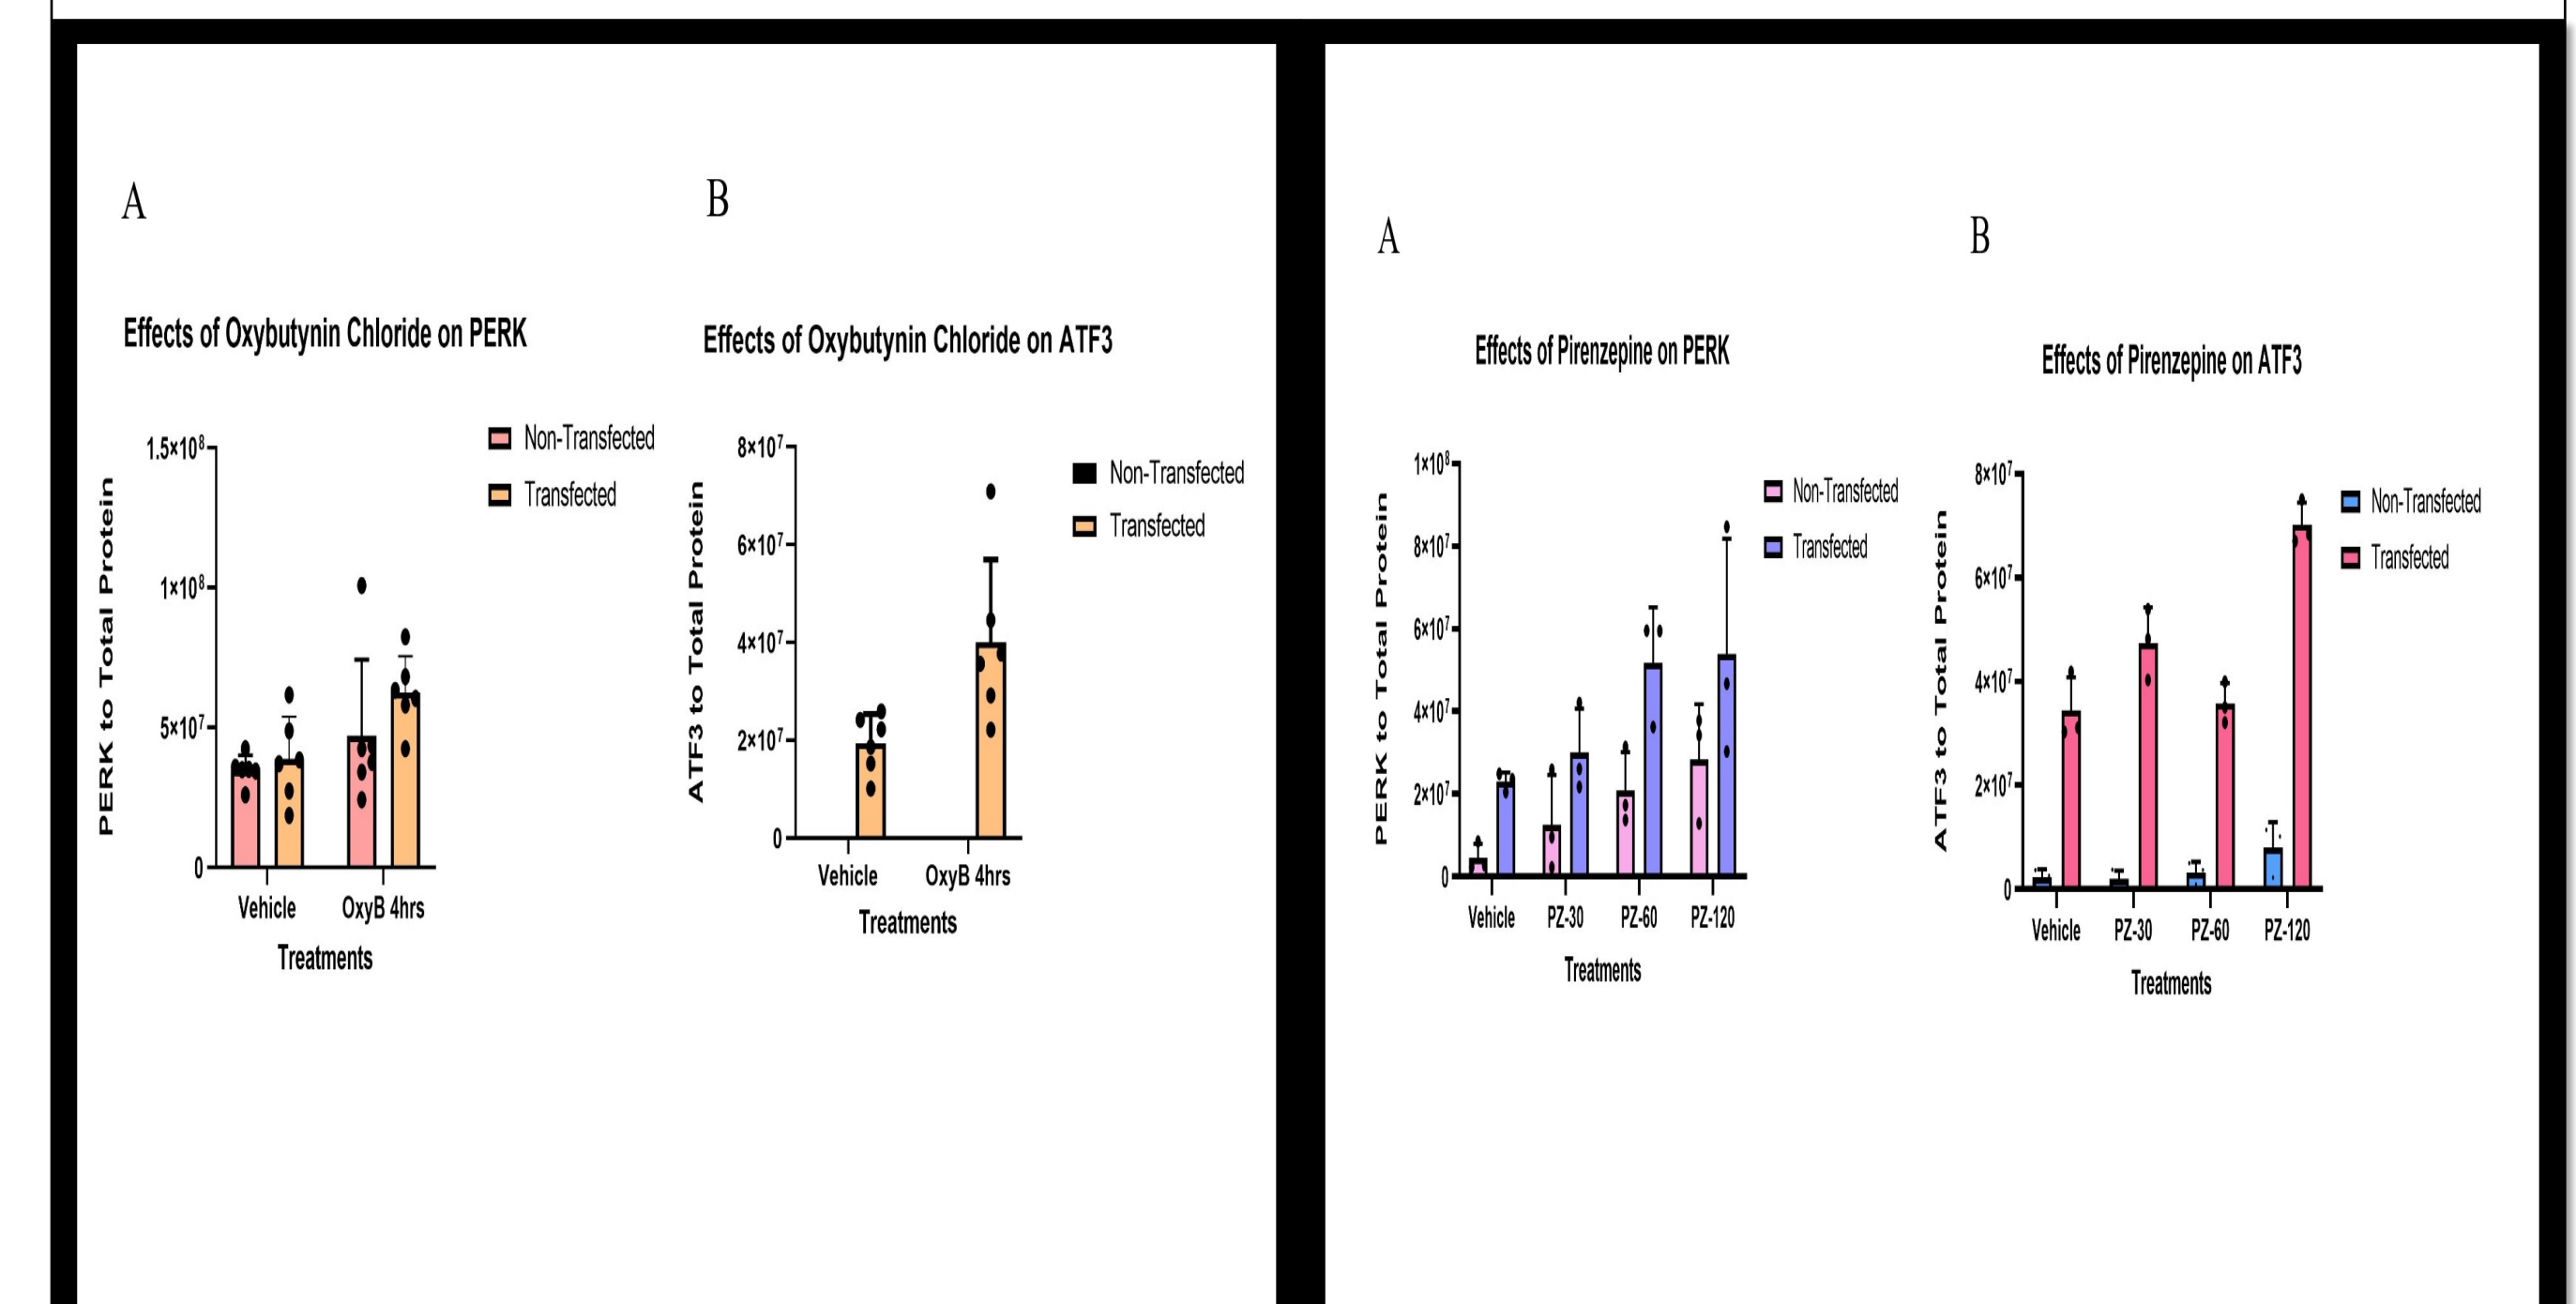 A
Effects of Oxybutynin Chloride on PERK
PERK to Total Protein
1.5×10⁸
1×10⁸
5×10⁷
0
Non-Transfected
Transfected
Vehicle
OxyB 4hrs
Treatments
B
Effects of Oxybutynin Chloride on ATF3
ATF3 to Total Protein
8×10⁷
6×10⁷
4×10⁷
2×10⁷
0
Non-Transfected
Transfected
Vehicle
OxyB 4hrs
Treatments
A
Effects of Pirenzepine on PERK
PERK to Total Protein
1×10⁸
8×10⁷
6×10⁷
4×10⁷
2×10⁷
0
Non-Transfected
Transfected
Vehicle
PZ-30
PZ-60
PZ-120
Treatments
B
Effects of Pirenzepine on ATF3
ATF3 to Total Protein
8×10⁷
6×10⁷
4×10⁷
2×10⁷
0
Non-Transfected
Transfected
Vehicle
PZ-30
PZ-60
PZ-120
Treatments